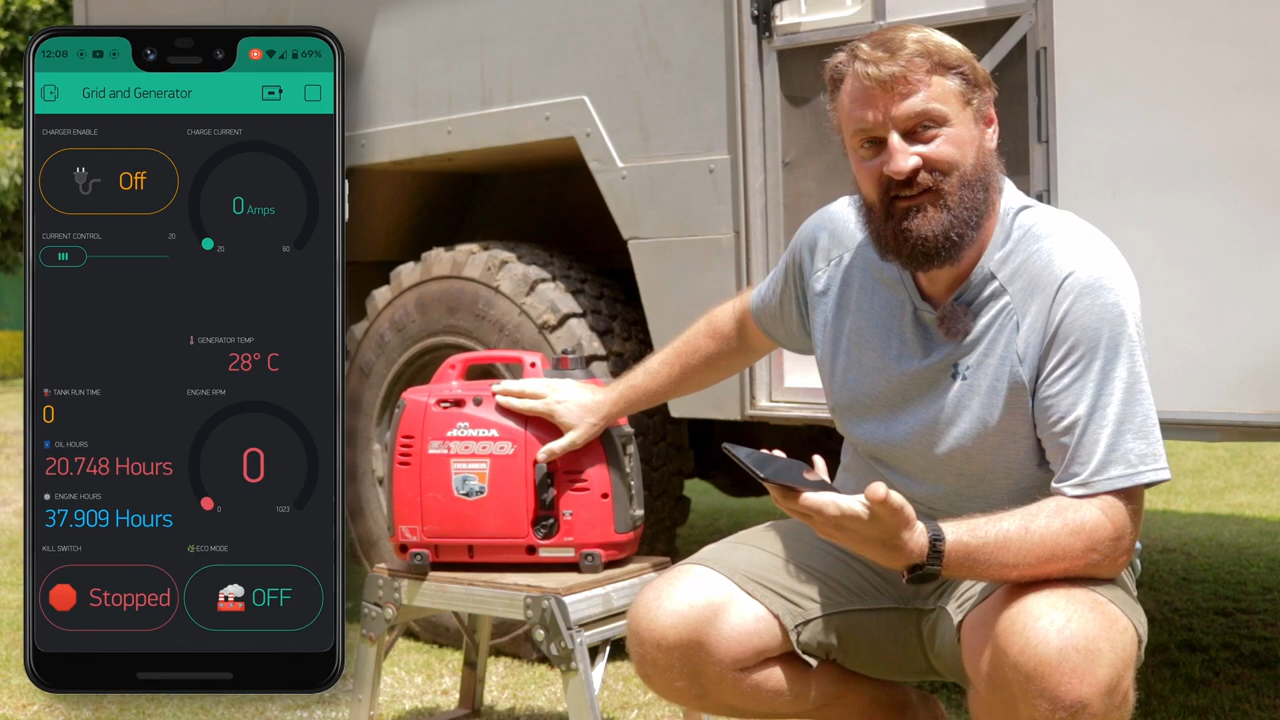 12:08
69%
Grid and Generator
CHARGER ENABLE
CHARGE CURRENT
Off
0 Amps
20
60
CURRENT CONTROL
20
GENERATOR TEMP
28° C
TANK RUN TIME
ENGINE RPM
0
OIL HOURS
20.748 Hours
0
ENGINE HOURS
37.909 Hours
0
1023
KILL SWITCH
ECO MODE
Stopped
OFF
HONDA
1000i